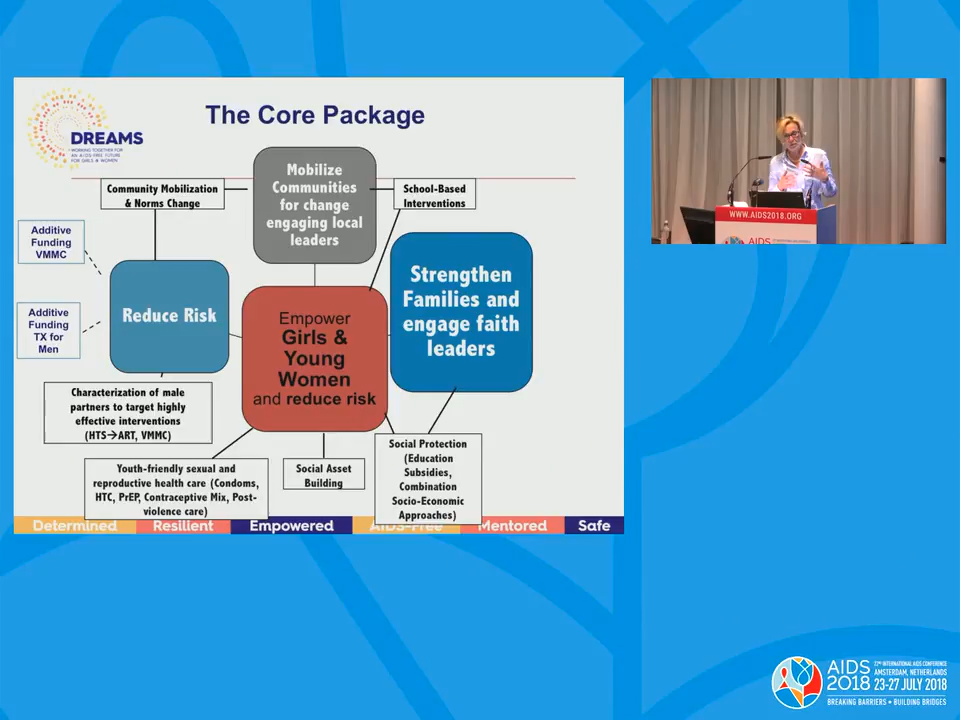 The Core Package
DREAMS
WORKING TOGETHER FOR
AN AIDS-FREE FUTURE
FOR GIRLS & WOMEN
Mobilize
Communities
for change
engaging local
leaders
Community Mobilization
& Norms Change
School-Based
Interventions
Additive
Funding
VMMC
Additive
Funding
TX for
Men
Reduce Risk
Empower
Girls &
Young
Women
and reduce risk
Strengthen
Families and
engage faith
leaders
Characterization of male
partners to target highly
effective interventions
(HTS→ART, VMMC)
Youth-friendly sexual and
reproductive health care (Condoms,
HTC, PrEP, Contraceptive Mix, Post-
violence care)
Social Asset
Building
Social Protection
(Education
Subsidies,
Combination
Socio-Economic
Approaches)
Determined Resilient Empowered AIDS-Free Mentored Safe
WWW.AIDS2018.ORG
AIDS
AIDS
2018
22ND INTERNATIONAL AIDS CONFERENCE
AMSTERDAM, NETHERLANDS
23-27 JULY 2018
BREAKING BARRIERS • BUILDING BRIDGES